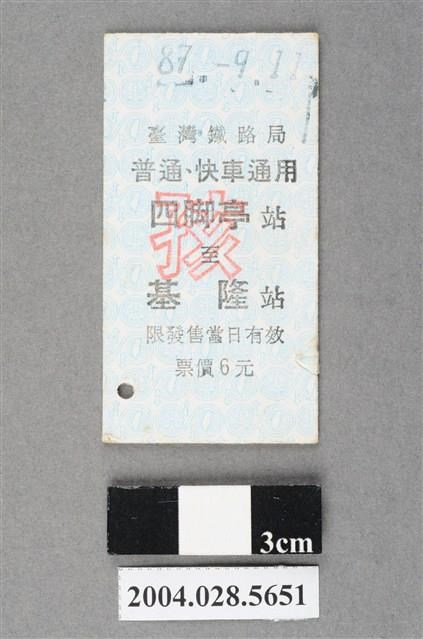 87.-9.11
臺灣鐵路局
普通、快車通用
孩
四脚亭站
至
基隆站
限發售當日有效
票價6元
3cm
2004.028.5651